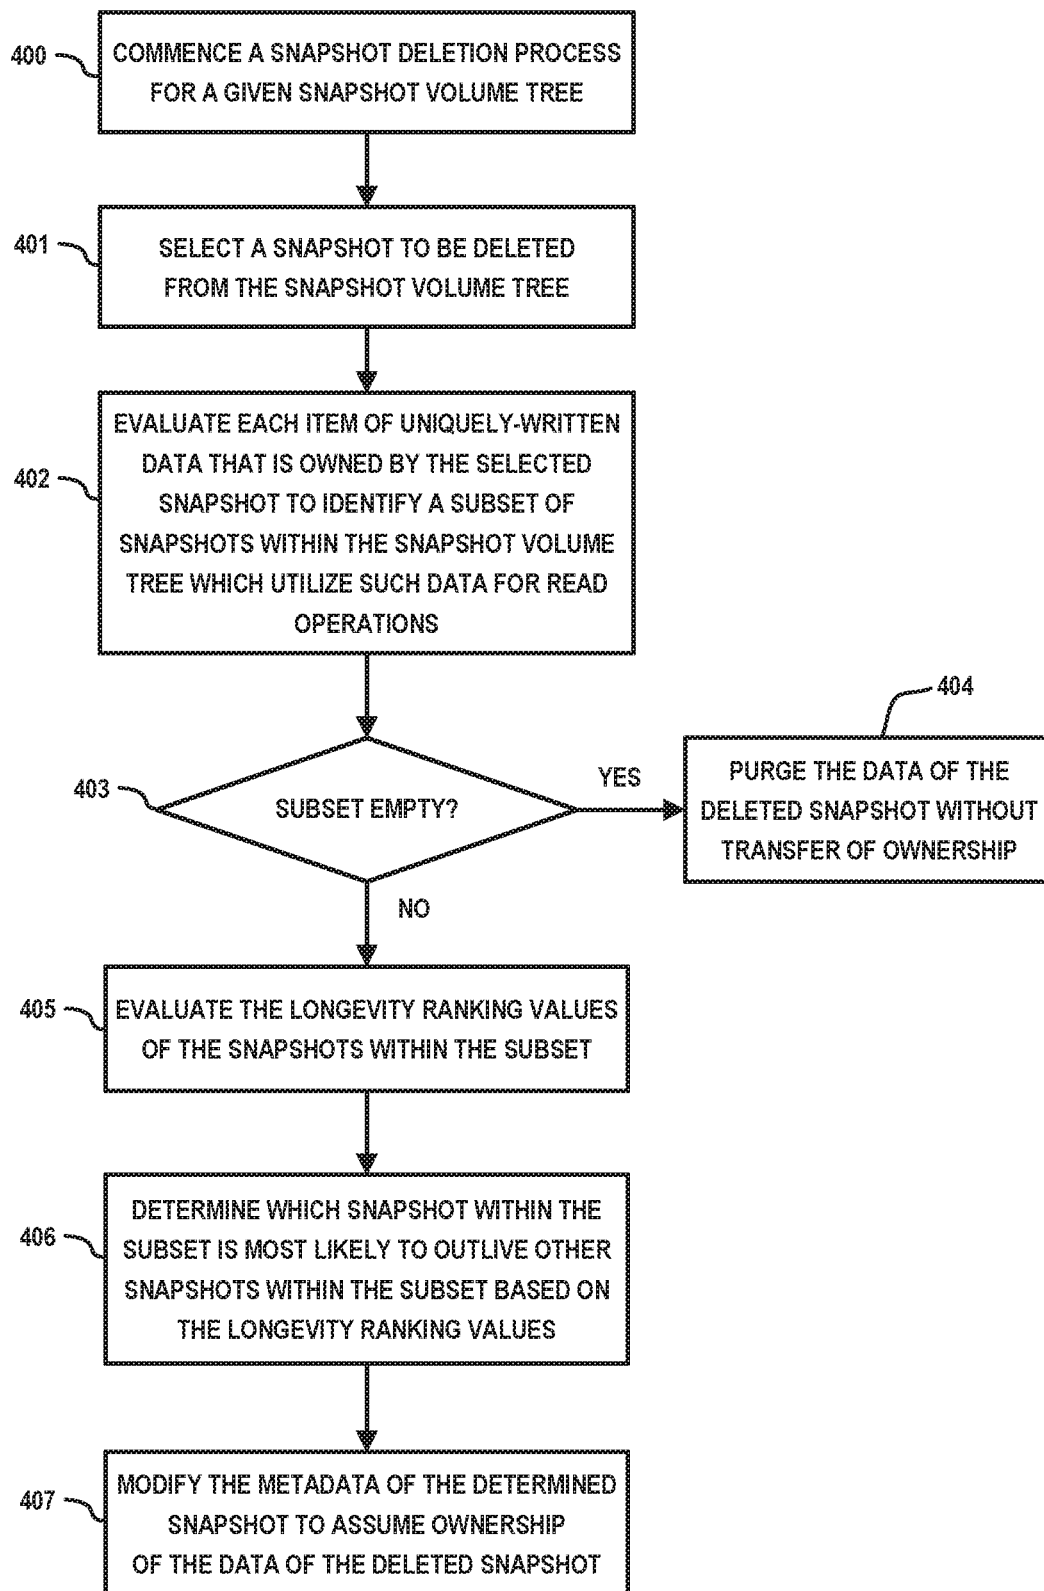 400
COMMENCE A SNAPSHOT DELETION PROCESS
FOR A GIVEN SNAPSHOT VOLUME TREE
401
SELECT A SNAPSHOT TO BE DELETED
FROM THE SNAPSHOT VOLUME TREE
402
EVALUATE EACH ITEM OF UNIQUELY-WRITTEN
DATA THAT IS OWNED BY THE SELECTED
SNAPSHOT TO IDENTIFY A SUBSET OF
SNAPSHOTS WITHIN THE SNAPSHOT VOLUME
TREE WHICH UTILIZE SUCH DATA FOR READ
OPERATIONS
403
SUBSET EMPTY?
YES
404
PURGE THE DATA OF THE
DELETED SNAPSHOT WITHOUT
TRANSFER OF OWNERSHIP
NO
405
EVALUATE THE LONGEVITY RANKING VALUES
OF THE SNAPSHOTS WITHIN THE SUBSET
406
DETERMINE WHICH SNAPSHOT WITHIN THE
SUBSET IS MOST LIKELY TO OUTLIVE OTHER
SNAPSHOTS WITHIN THE SUBSET BASED ON
THE LONGEVITY RANKING VALUES
407
MODIFY THE METADATA OF THE DETERMINED
SNAPSHOT TO ASSUME OWNERSHIP
OF THE DATA OF THE DELETED SNAPSHOT